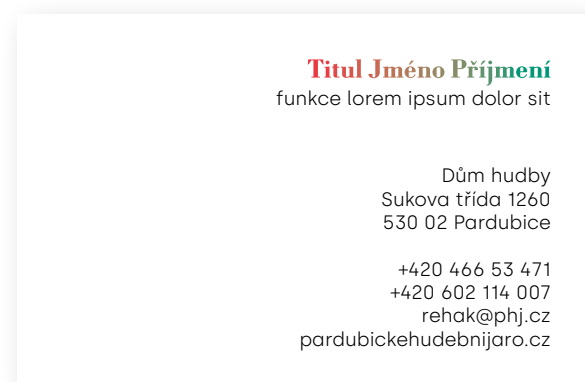 Titul Jméno Příjmení
funkce lorem ipsum dolor sit
Dům hudby
Sukova třída 1260
530 02 Pardubice
+420 466 53 471
+420 602 114 007
rehak@phj.cz
pardubickehudebnijaro.cz